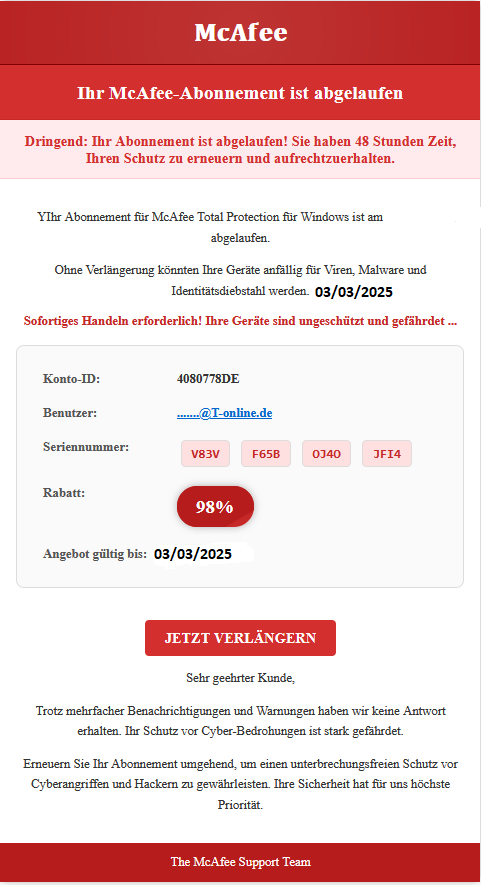 McAfee
Ihr McAfee-Abonnement ist abgelaufen
Dringend: Ihr Abonnement ist abgelaufen! Sie haben 48 Stunden Zeit,
Ihren Schutz zu erneuern und aufrechtzuerhalten.
YIhr Abonnement für McAfee Total Protection für Windows ist am
abgelaufen.
Ohne Verlängerung könnten Ihre Geräte anfällig für Viren, Malware und
Identitätsdiebstahl werden. 03/03/2025
Sofortiges Handeln erforderlich! Ihre Geräte sind ungeschützt und gefährdet ...
Konto-ID: 4080778DE
Benutzer: .......@T-online.de
Seriennummer: V83V F65B OJ4O JFI4
Rabatt: 98%
Angebot gültig bis: 03/03/2025
JETZT VERLÄNGERN
Sehr geehrter Kunde,
Trotz mehrfacher Benachrichtigungen und Warnungen haben wir keine Antwort
erhalten. Ihr Schutz vor Cyber-Bedrohungen ist stark gefährdet.
Erneuern Sie Ihr Abonnement umgehend, um einen unterbrechungsfreien Schutz vor
Cyberangriffen und Hackern zu gewährleisten. Ihre Sicherheit hat für uns höchste
Priorität.
The McAfee Support Team